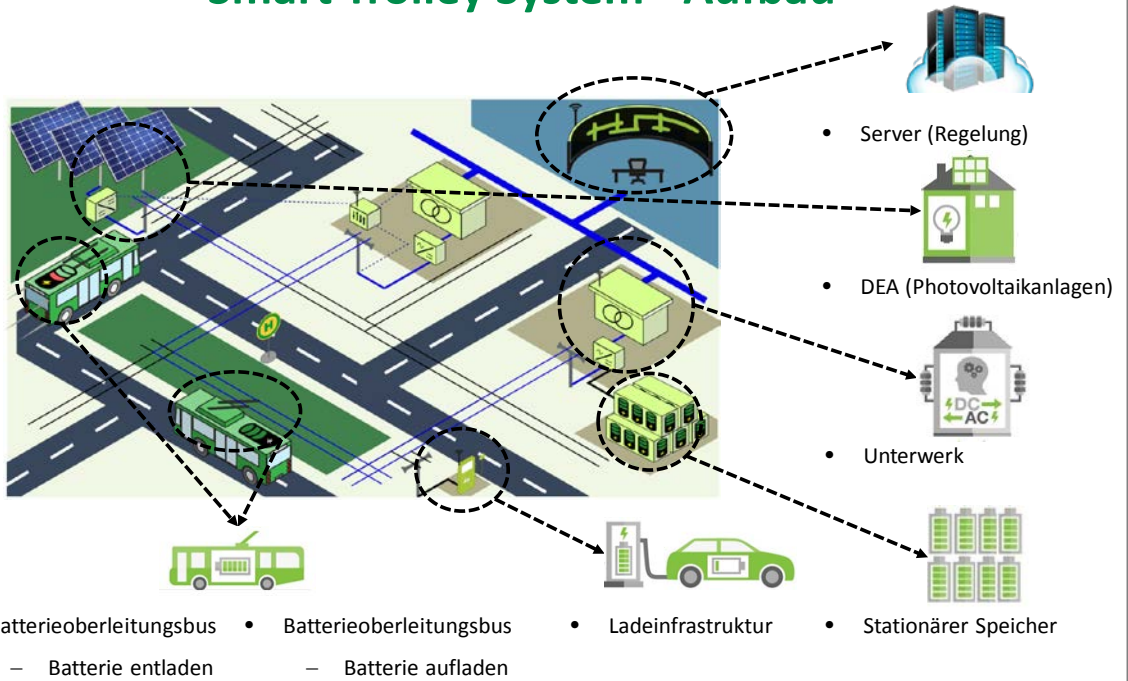 Smart Trolley System - Aufbau
• Server (Regelung)
• DEA (Photovoltaikanlagen)
DC
AC
• Unterwerk
H
atterieoberleitungsbus
– Batterie entladen
• Batterieoberleitungsbus
– Batterie aufladen
• Ladeinfrastruktur
• Stationärer Speicher